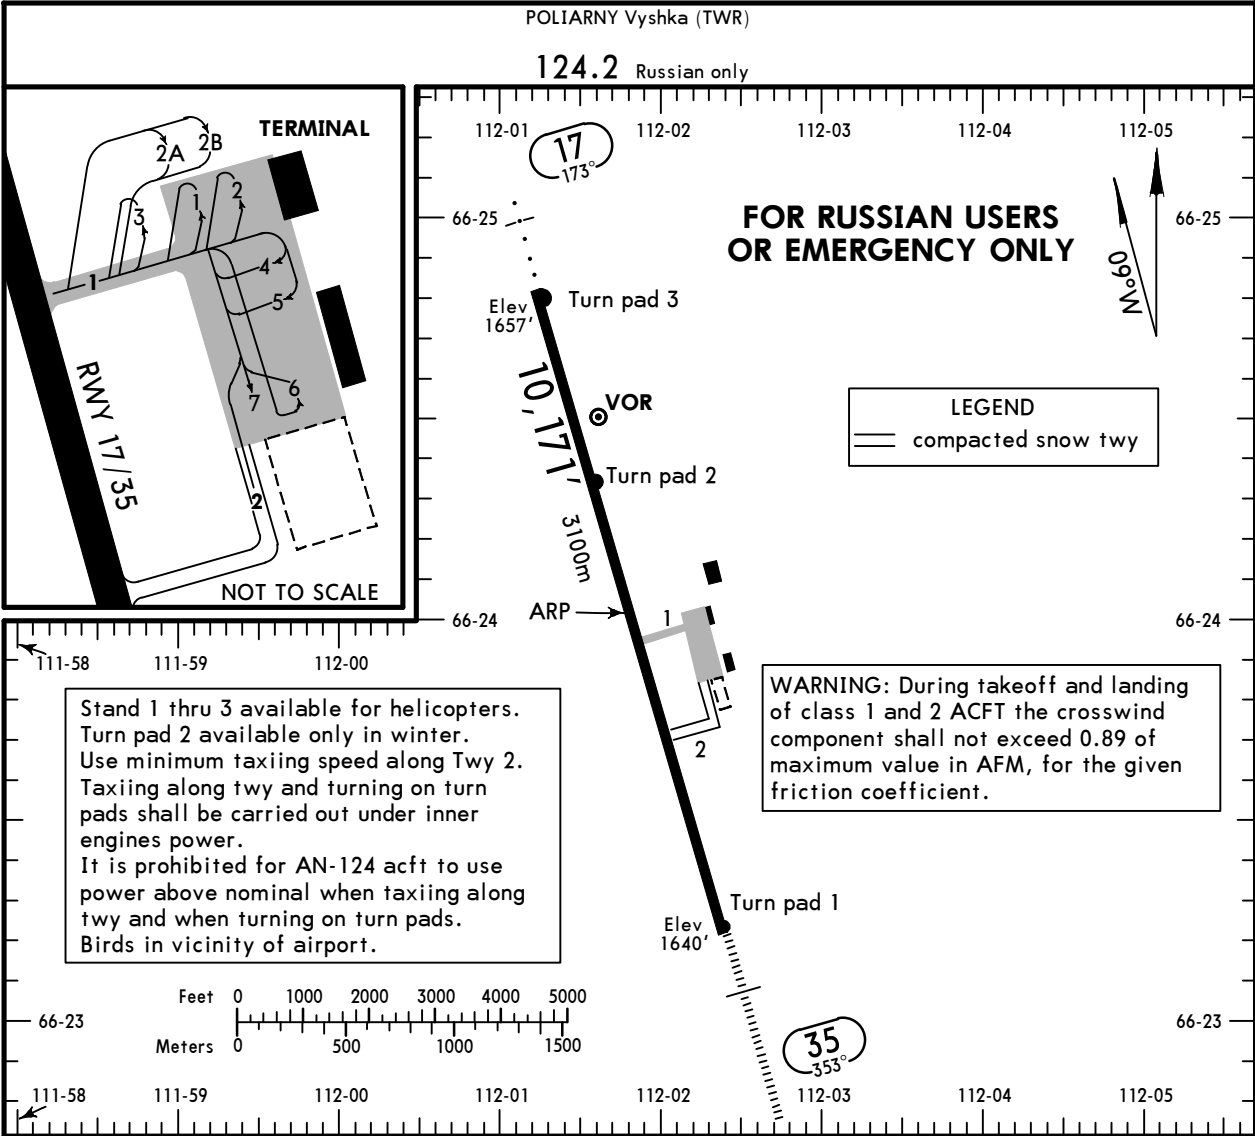 POLIARNY Vyshka (TWR)
124.2 Russian only
TERMINAL
2A
2B
3
1
2
1
4
5
6
7
2
RWY 17/35
NOT TO SCALE
112-01
112-02
112-03
112-04
112-05
17
173°
66-25
66-25
FOR RUSSIAN USERS
OR EMERGENCY ONLY
09°W
Elev
1657'
Turn pad 3
10,171'
3100m
VOR
Turn pad 2
LEGEND
compacted snow twy
ARP
66-24
66-24
1
2
111-58
111-59
112-00
Stand 1 thru 3 available for helicopters.
Turn pad 2 available only in winter.
Use minimum taxiing speed along Twy 2.
Taxiing along twy and turning on turn
pads shall be carried out under inner
engines power.
It is prohibited for AN-124 acft to use
power above nominal when taxiing along
twy and when turning on turn pads.
Birds in vicinity of airport.
WARNING: During takeoff and landing
of class 1 and 2 ACFT the crosswind
component shall not exceed 0.89 of
maximum value in AFM, for the given
friction coefficient.
Turn pad 1
Elev
1640'
Feet 0 1000 2000 3000 4000 5000
Meters 0 500 1000 1500
66-23
66-23
35
353°
111-58
111-59
112-00
112-01
112-02
112-03
112-04
112-05